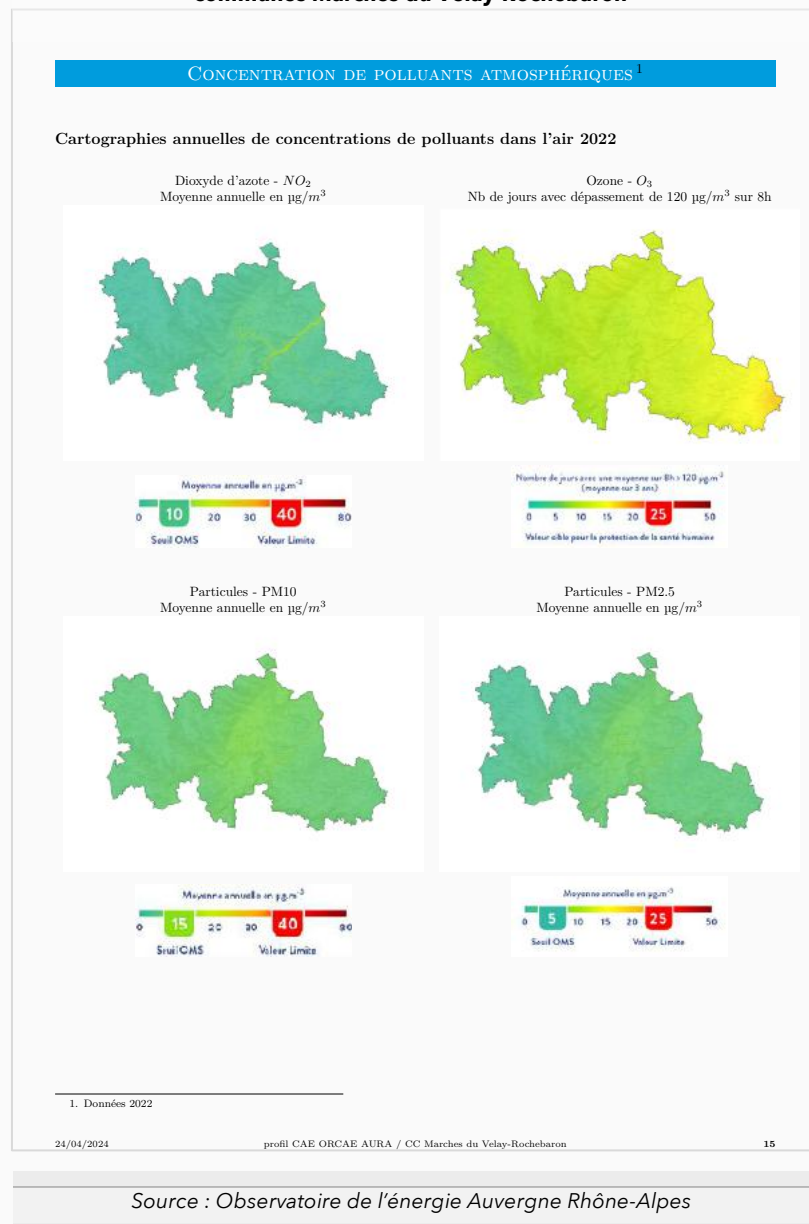 communes Marches du Velay Rochebaron
CONCENTRATION DE POLLUANTS ATMOSPHÉRIQUES 1
Cartographies annuelles de concentrations de polluants dans l'air 2022
Dioxyde d'azote - NO2
Moyenne annuelle en µg/m3
Ozone - O3
Nb de jours avec dépassement de 120 µg/m3 sur 8h
Moyenne annuelle en µg.m-3
0 10 20 30 40 80
Seuil OMS Valeur Limite
Nombre de jours avec une moyenne sur 8h > 120 µg.m-3
(moyenne sur 3 ans)
0 5 10 15 20 25 50
Valeur cible pour la protection de la santé humaine
Particules - PM10
Moyenne annuelle en µg/m3
Particules - PM2.5
Moyenne annuelle en µg/m3
Moyenne annuelle en µg.m-3
0 15 20 30 40 80
Seuil OMS Valeur Limite
Moyenne annuelle en µg.m-3
0 5 10 15 20 25 50
Seuil OMS Valeur Limite
1. Données 2022
24/04/2024 profil CAE ORCAE AURA / CC Marches du Velay-Rochebaron 15
Source : Observatoire de l'énergie Auvergne Rhône-Alpes